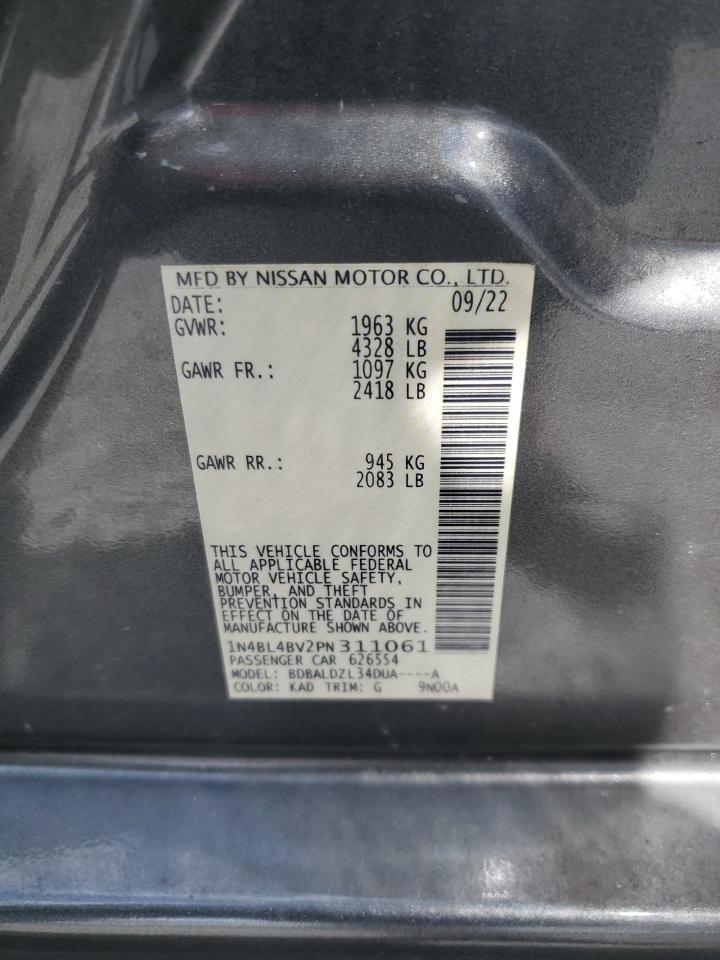 MFD BY NISSAN MOTOR CO., LTD.
DATE: 09/22
GVWR: 1963 KG
4328 LB
GAWR FR.: 1097 KG
2418 LB
GAWR RR.: 945 KG
2083 LB
THIS VEHICLE CONFORMS TO
ALL APPLICABLE FEDERAL
MOTOR VEHICLE SAFETY,
BUMPER, AND THEFT
PREVENTION STANDARDS IN
EFFECT ON THE DATE OF
MANUFACTURE SHOWN ABOVE.
1N4BL4BV2PN311061
PASSENGER CAR 626554
MODEL: BDBALDZL34DUA----A
COLOR: KAD TRIM: G 9N00A